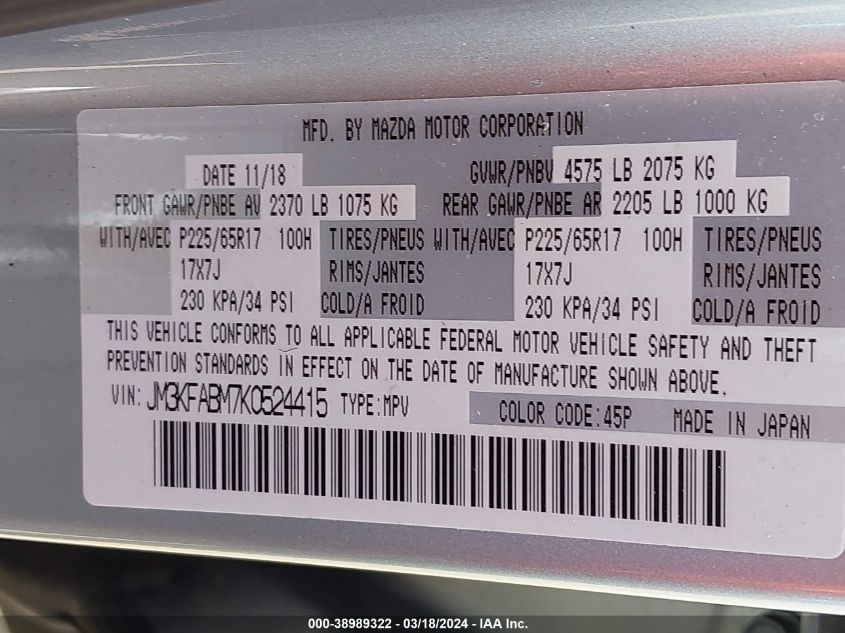 MFD. BY MAZDA MOTOR CORPORATION
DATE 11/18 GVWR/PNBV 4575 LB 2075 KG
FRONT GAWR/PNBE AV 2370 LB 1075 KG REAR GAWR/PNBE AR 2205 LB 1000 KG
WITH/AVEC P225/65R17 100H TIRES/PNEUS WITH/AVEC P225/65R17 100H TIRES/PNEUS
17X7J RIMS/JANTES 17X7J RIMS/JANTES
230 KPA/34 PSI COLD/A FROID 230 KPA/34 PSI COLD/A FROID
THIS VEHICLE CONFORMS TO ALL APPLICABLE FEDERAL MOTOR VEHICLE SAFETY AND THEFT
PREVENTION STANDARDS IN EFFECT ON THE DATE OF MANUFACTURE SHOWN ABOVE.
VIN: JM3KFABM7K0524415 TYPE:MPV COLOR CODE:45P MADE IN JAPAN
000-38989322 - 03/18/2024 - IAA Inc.